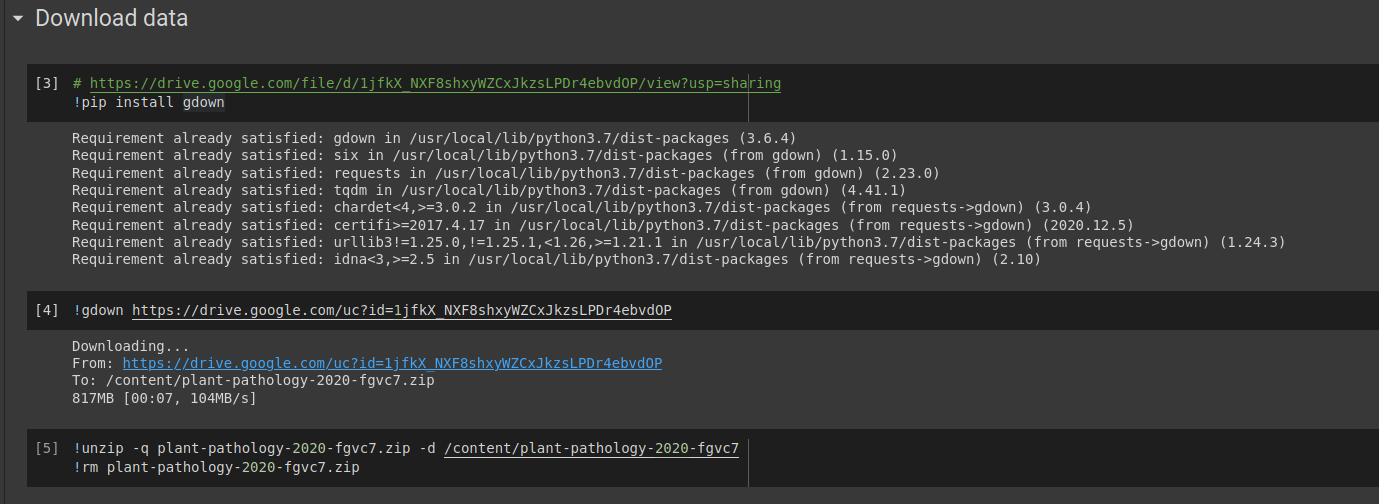 Download data
[3] # https://drive.google.com/file/d/1jfkX_NXF8shxyWZCxJkzsLPDr4ebvdOP/view?usp=sharing
!pip install gdown
Requirement already satisfied: gdown in /usr/local/lib/python3.7/dist-packages (3.6.4)
Requirement already satisfied: six in /usr/local/lib/python3.7/dist-packages (from gdown) (1.15.0)
Requirement already satisfied: requests in /usr/local/lib/python3.7/dist-packages (from gdown) (2.23.0)
Requirement already satisfied: tqdm in /usr/local/lib/python3.7/dist-packages (from gdown) (4.41.1)
Requirement already satisfied: chardet<4,>=3.0.2 in /usr/local/lib/python3.7/dist-packages (from requests->gdown) (3.0.4)
Requirement already satisfied: certifi>=2017.4.17 in /usr/local/lib/python3.7/dist-packages (from requests->gdown) (2020.12.5)
Requirement already satisfied: urllib3!=1.25.0,!=1.25.1,<1.26,>=1.21.1 in /usr/local/lib/python3.7/dist-packages (from requests->gdown) (1.24.3)
Requirement already satisfied: idna<3,>=2.5 in /usr/local/lib/python3.7/dist-packages (from requests->gdown) (2.10)
[4] !gdown https://drive.google.com/uc?id=1jfkX_NXF8shxyWZCxJkzsLPDr4ebvdOP
Downloading...
From: https://drive.google.com/uc?id=1jfkX_NXF8shxyWZCxJkzsLPDr4ebvdOP
To: /content/plant-pathology-2020-fgvc7.zip
817MB [00:07, 104MB/s]
[5] !unzip -q plant-pathology-2020-fgvc7.zip -d /content/plant-pathology-2020-fgvc7
!rm plant-pathology-2020-fgvc7.zip